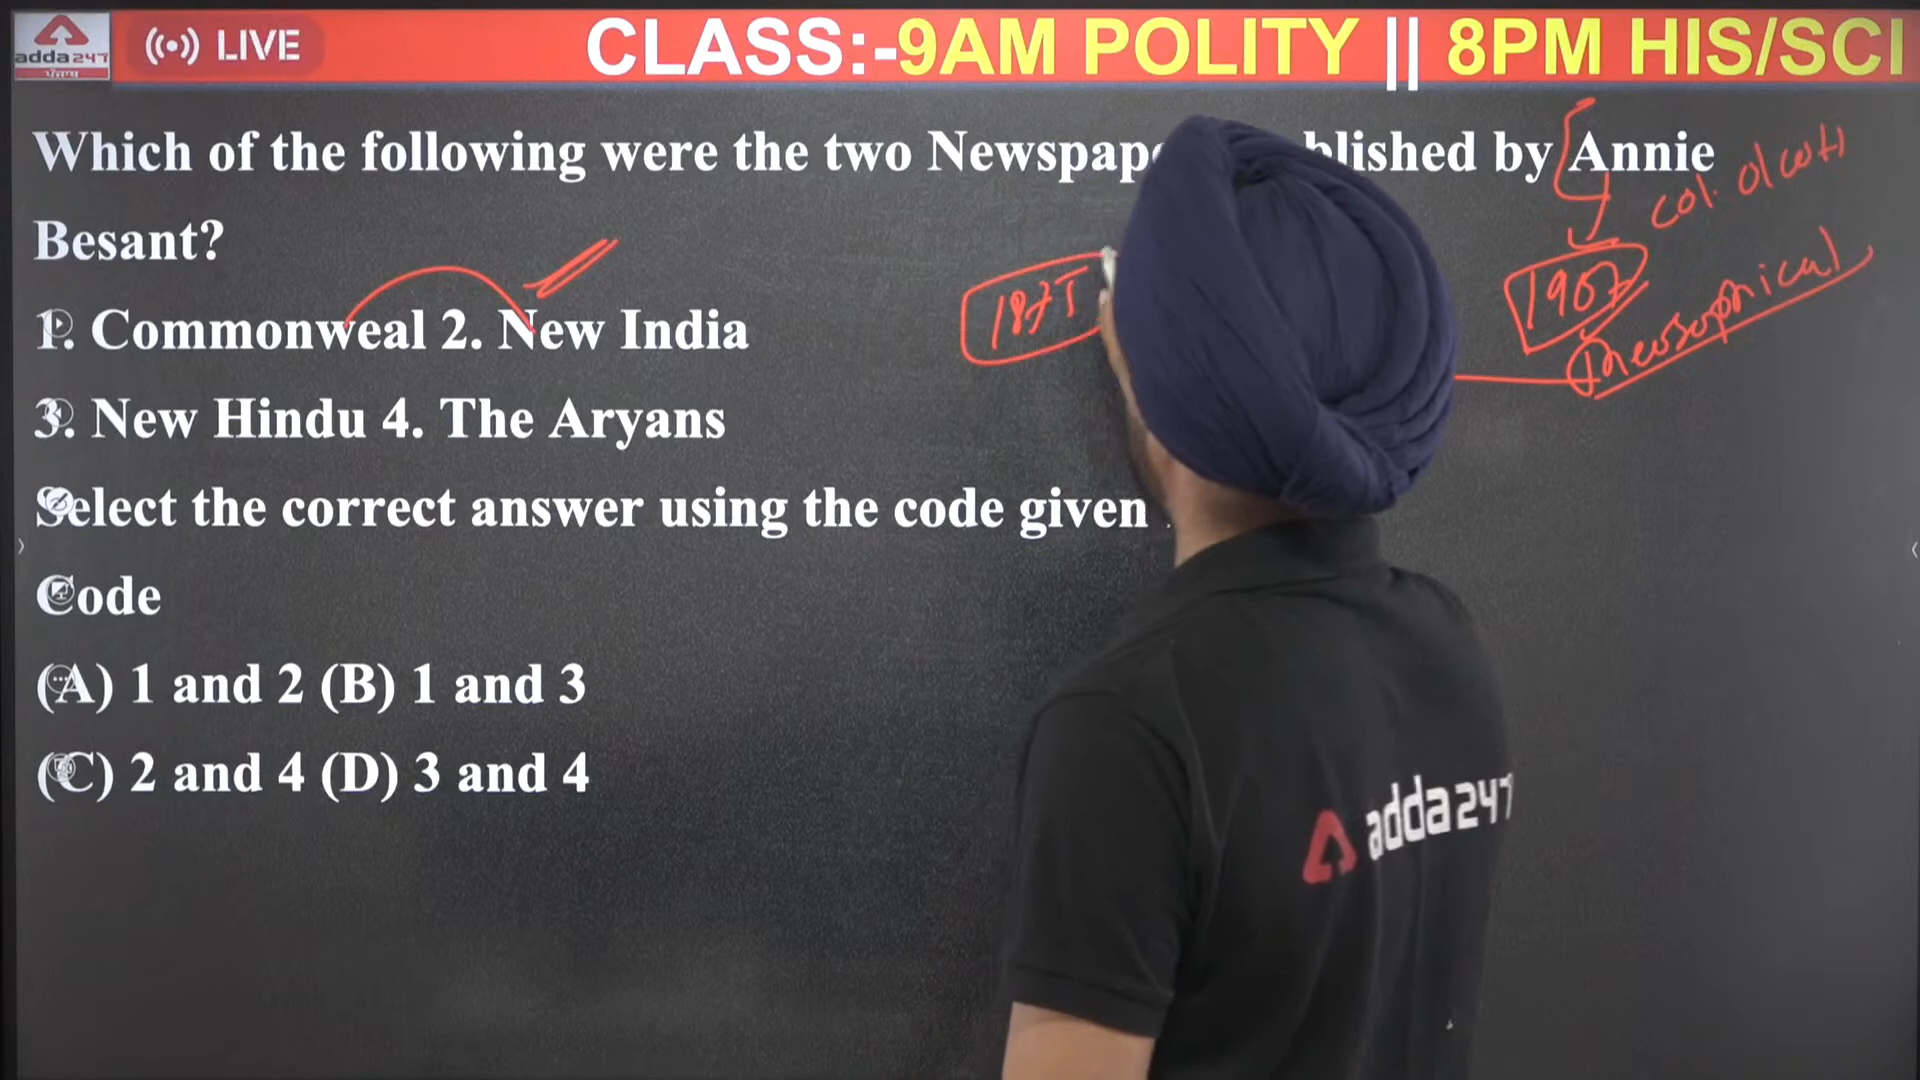 adda247
ਪੰਜਾਬ
LIVE
CLASS:-9AM POLITY || 8PM HIS/SCI
Which of the following were the two Newspape blished by Annie
Besant?
1. Commonweal 2. New India
3. New Hindu 4. The Aryans
Select the correct answer using the code given
Code
(A) 1 and 2 (B) 1 and 3
(C) 2 and 4 (D) 3 and 4
1875
col. olcott
1907
Theosophical
adda247